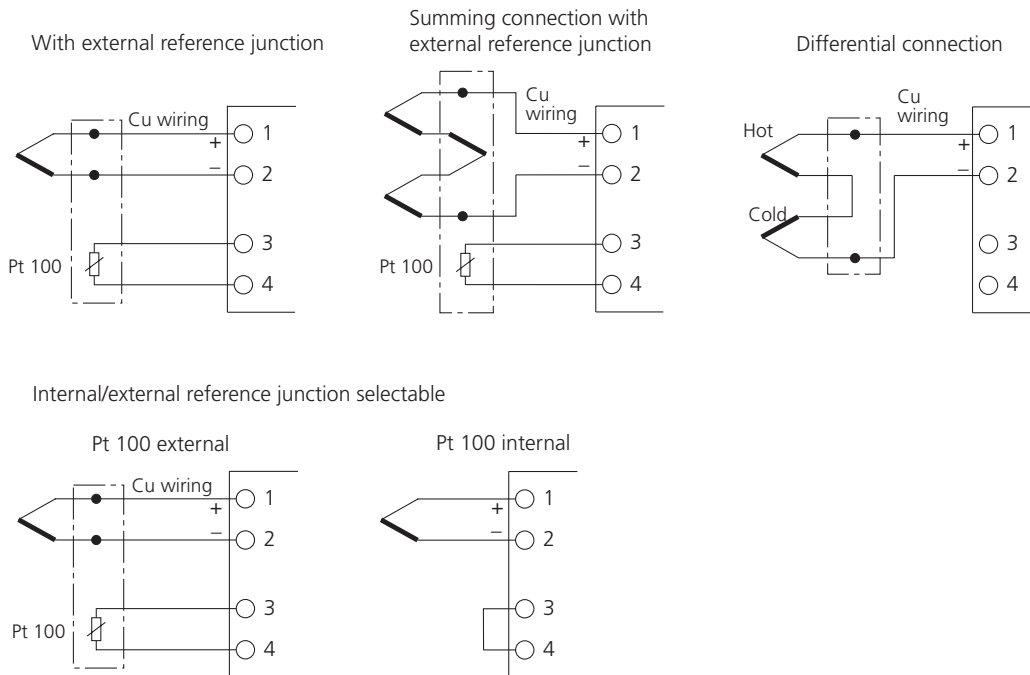 With external reference junction
Cu wiring
+
−
1
2
3
4
Pt 100
Summing connection with
external reference junction
Cu
wiring
+
−
1
2
3
4
Pt 100
Differential connection
Cu
wiring
Hot
Cold
+
−
1
2
3
4
Internal/external reference junction selectable
Pt 100 external
Cu wiring
+
−
1
2
3
4
Pt 100
Pt 100 internal
+
−
1
2
3
4